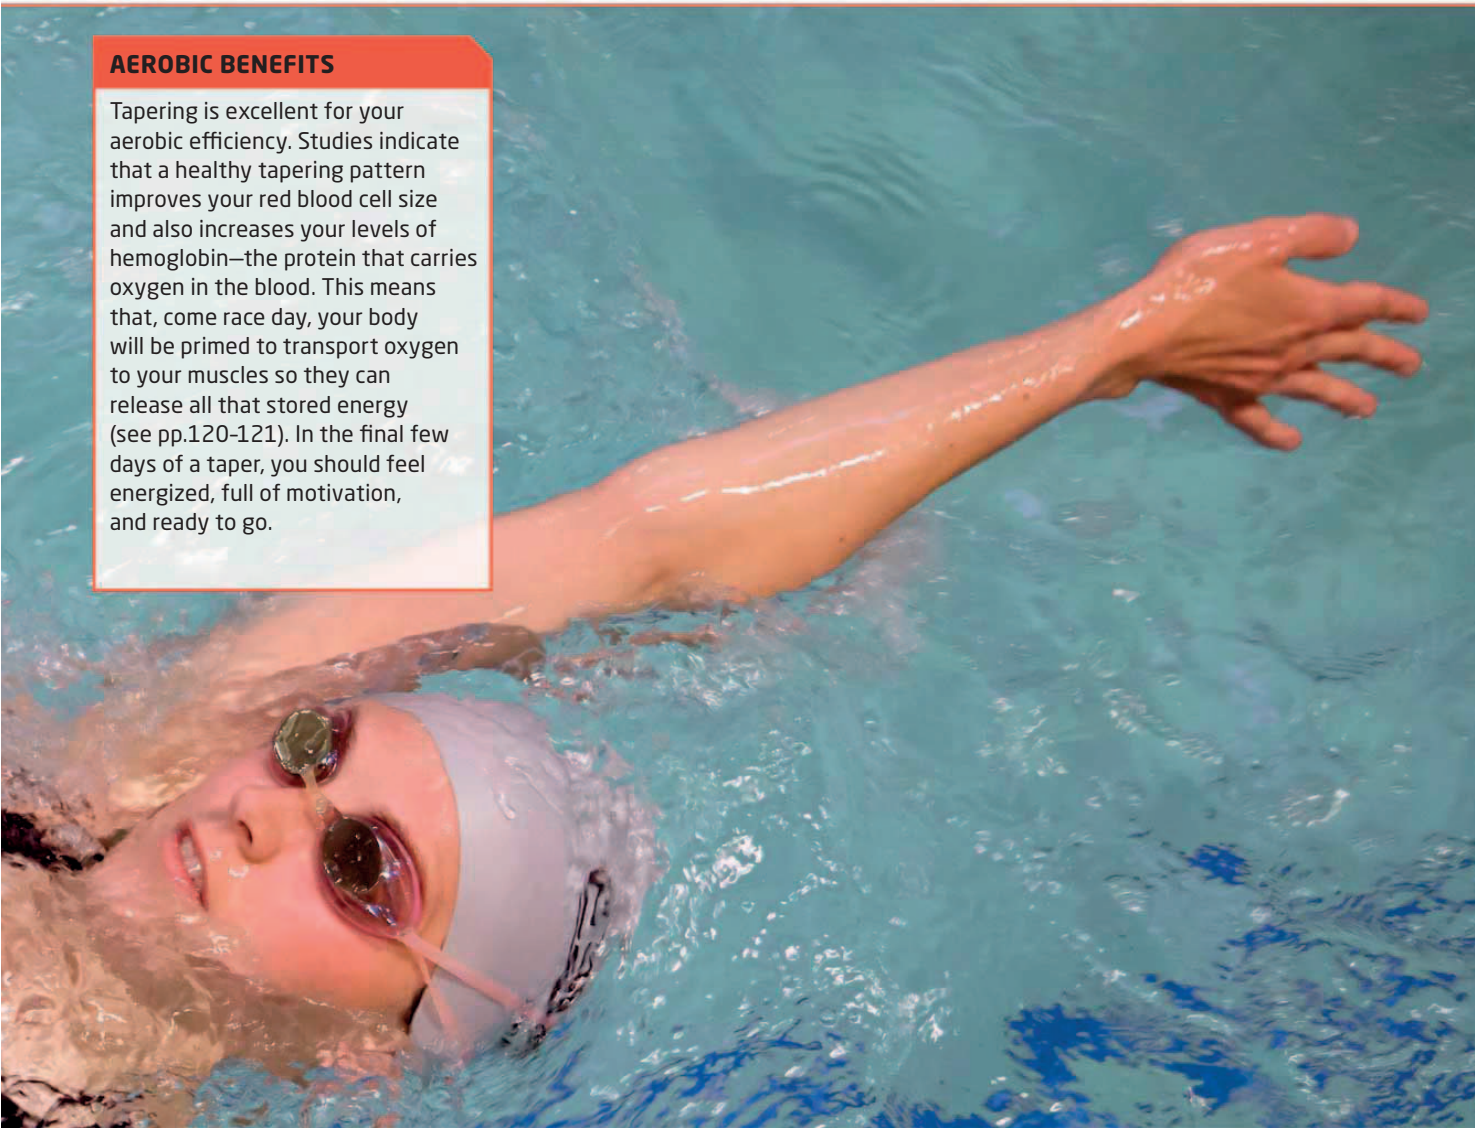 AEROBIC BENEFITS
Tapering is excellent for your
aerobic efficiency. Studies indicate
that a healthy tapering pattern
improves your red blood cell size
and also increases your levels of
hemoglobin—the protein that carries
oxygen in the blood. This means
that, come race day, your body
will be primed to transport oxygen
to your muscles so they can
release all that stored energy
(see pp.120–121). In the final few
days of a taper, you should feel
energized, full of motivation,
and ready to go.